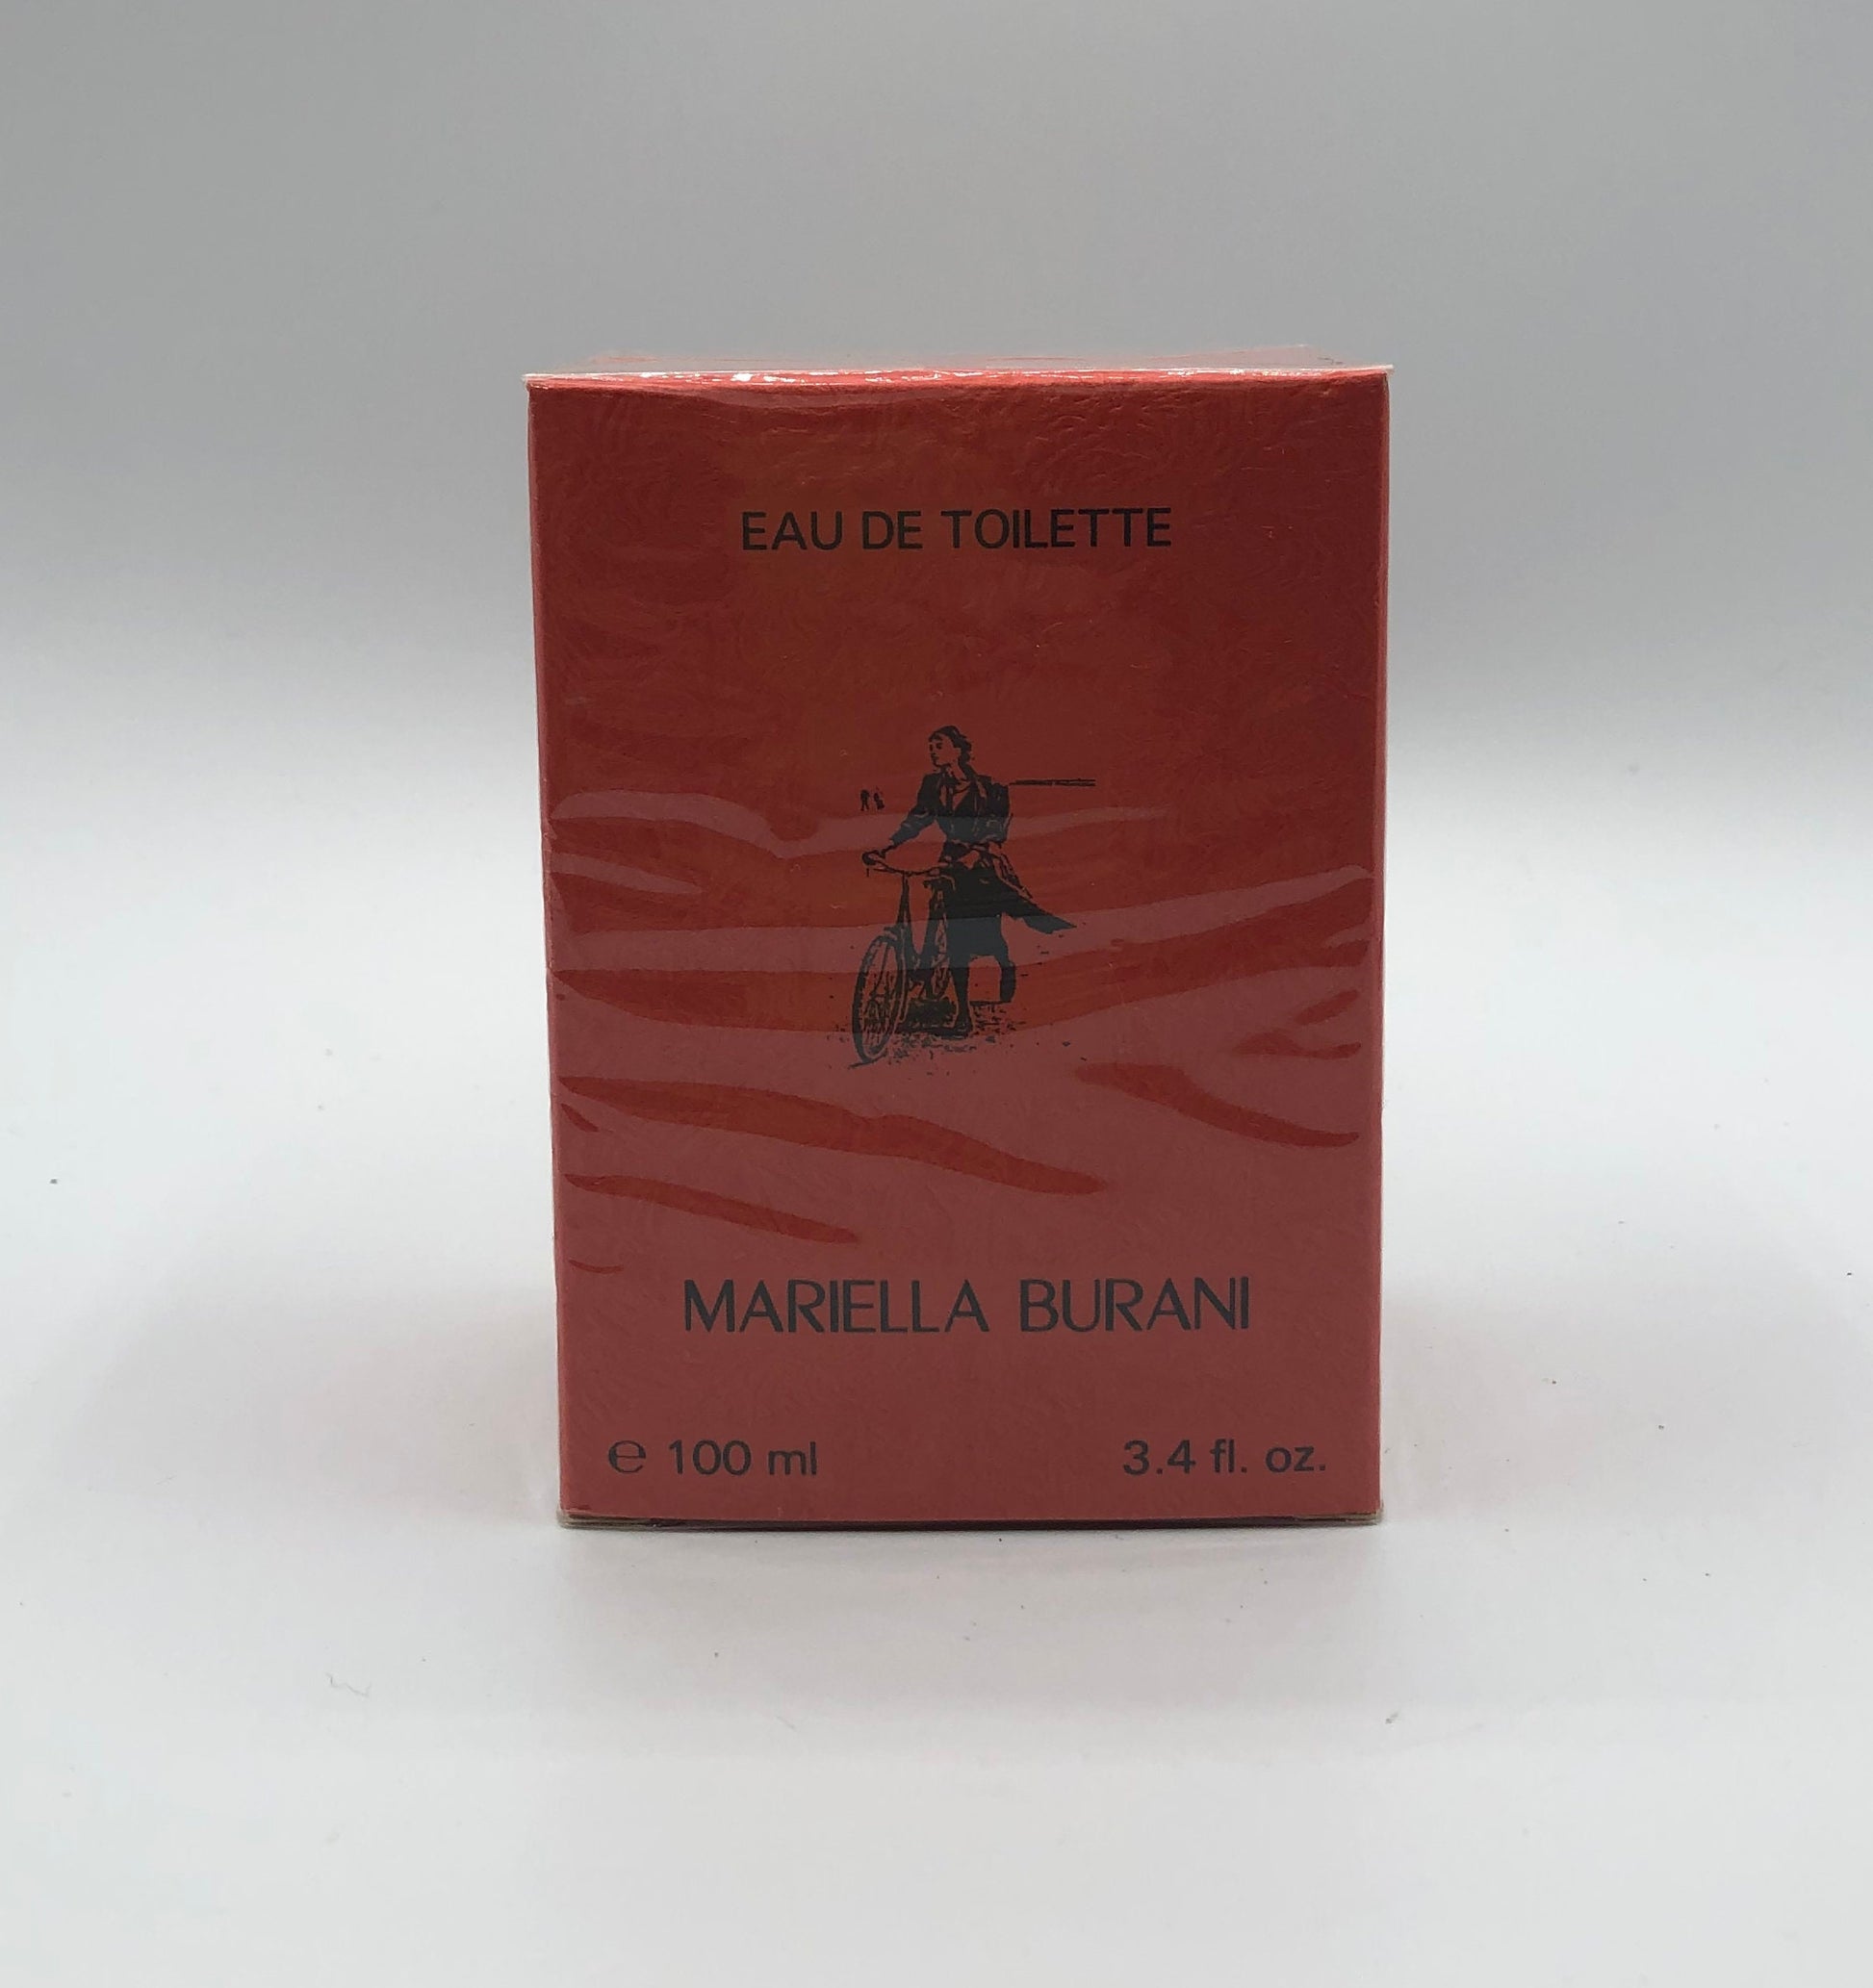 EAU DE TOILETTE
MARIELLA BURANI
℮ 100 ml 3.4 fl. oz.